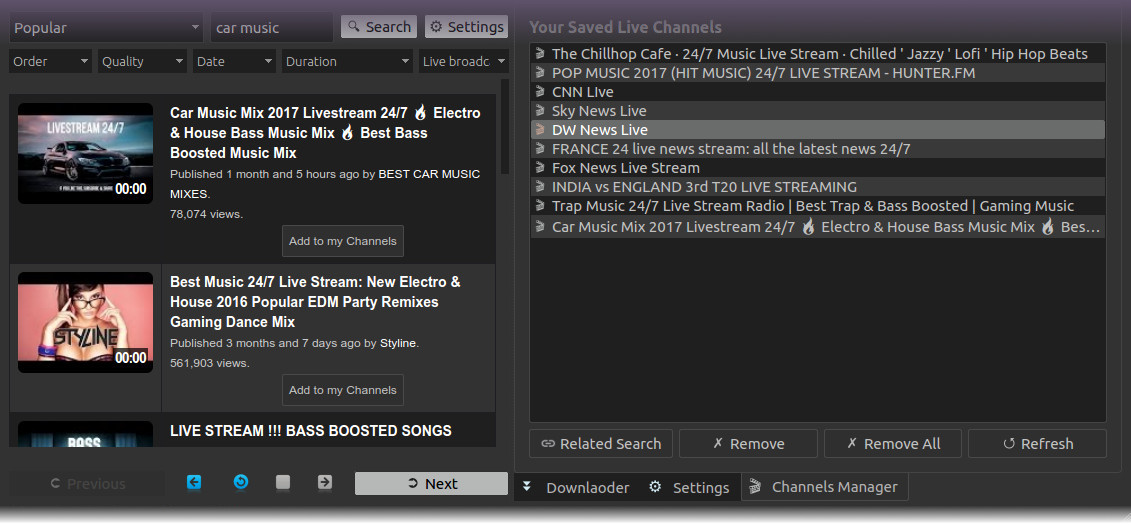 Popular
car music
Search
Settings
Order
Quality
Date
Duration
Live broadc
LIVESTREAM 24/7
00:00
Car Music Mix 2017 Livestream 24/7 🔥 Electro
& House Bass Music Mix 🔥 Best Bass
Boosted Music Mix
Published 1 month and 5 hours ago by BEST CAR MUSIC
MIXES.
78,074 views.
Add to my Channels
STYLINE
00:00
Best Music 24/7 Live Stream: New Electro &
House 2016 Popular EDM Party Remixes
Gaming Dance Mix
Published 3 months and 7 days ago by Styline.
561,903 views.
Add to my Channels
BASS
LIVE STREAM !!! BASS BOOSTED SONGS
Previous
Next
Your Saved Live Channels
The Chillhop Cafe · 24/7 Music Live Stream · Chilled ' Jazzy ' Lofi ' Hip Hop Beats
POP MUSIC 2017 (HIT MUSIC) 24/7 LIVE STREAM - HUNTER.FM
CNN LIve
Sky News Live
DW News Live
FRANCE 24 live news stream: all the latest news 24/7
Fox News Live Stream
INDIA vs ENGLAND 3rd T20 LIVE STREAMING
Trap Music 24/7 Live Stream Radio | Best Trap & Bass Boosted | Gaming Music
Car Music Mix 2017 Livestream 24/7 🔥 Electro & House Bass Music Mix 🔥 Bes...
Related Search
✗ Remove
✗ Remove All
Refresh
Downlaoder
Settings
Channels Manager